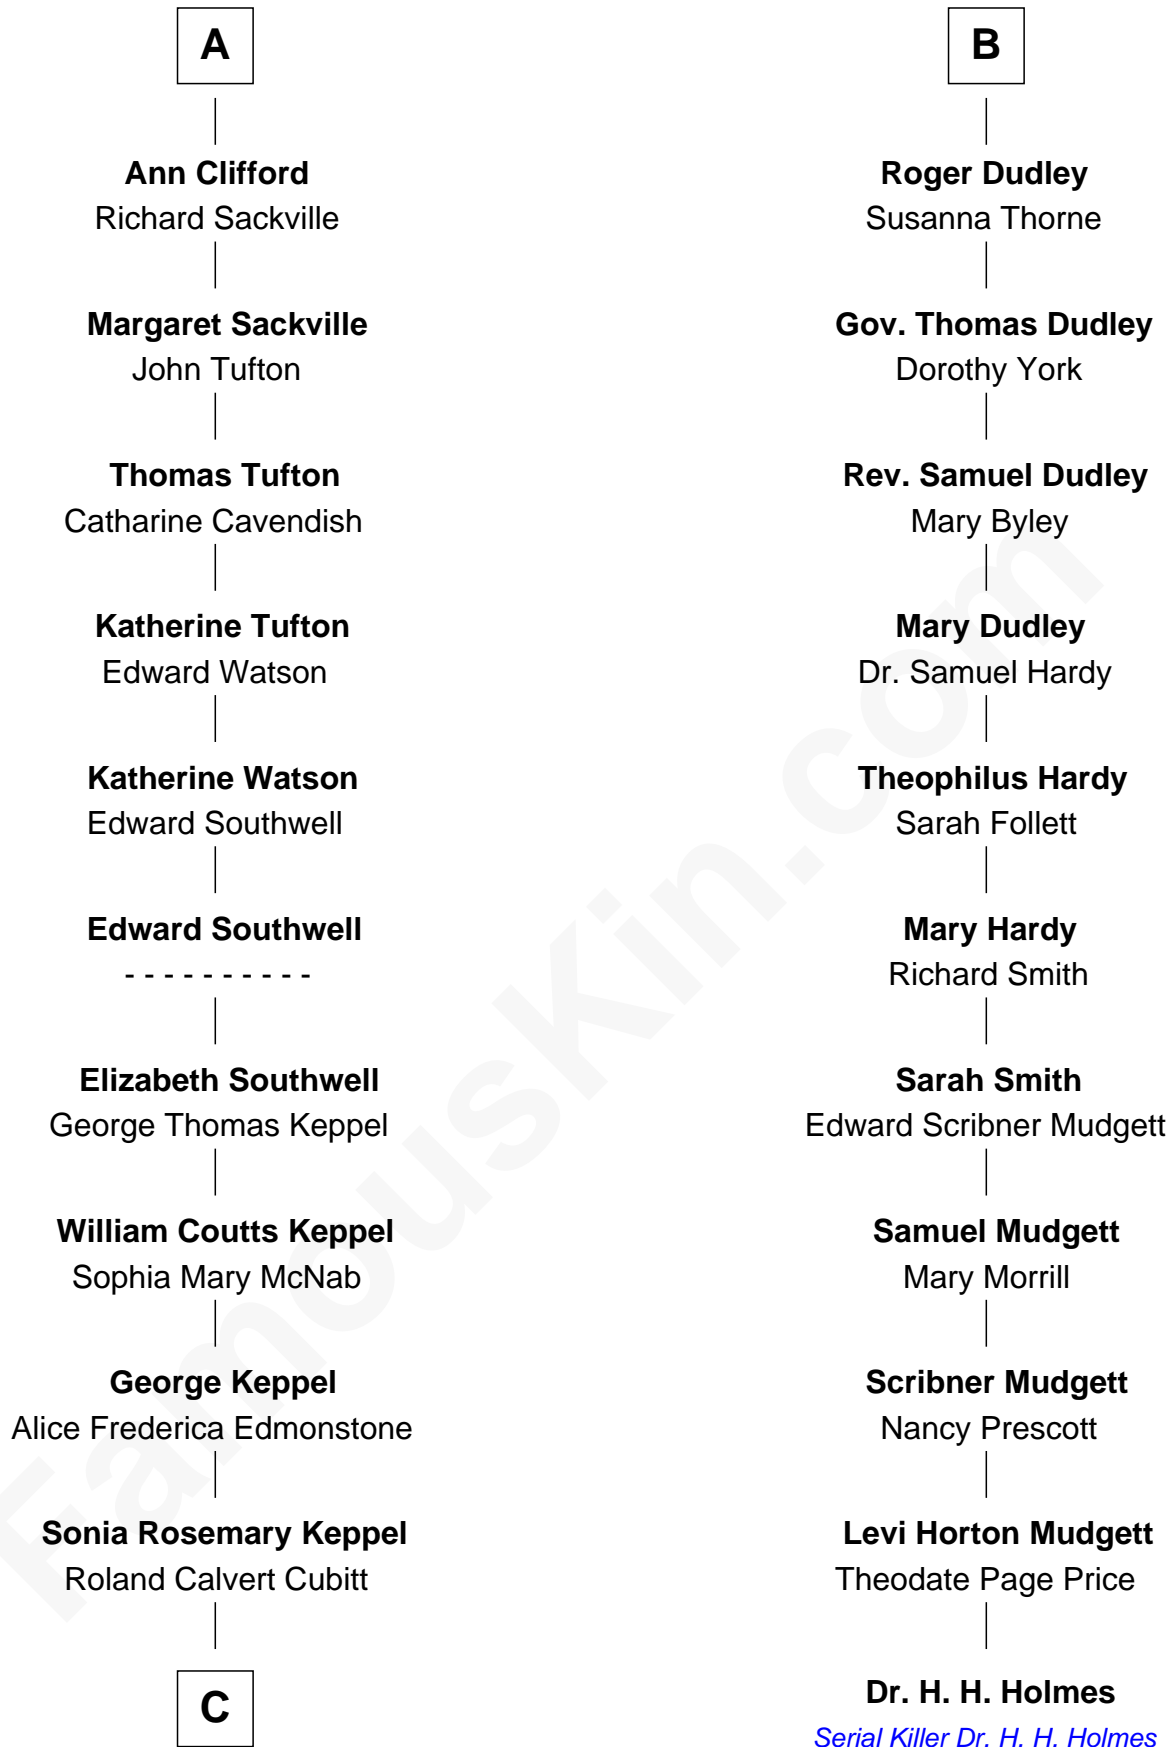 A
Ann Clifford
Richard Sackville
Margaret Sackville
John Tufton
Thomas Tufton
Catharine Cavendish
Katherine Tufton
Edward Watson
Katherine Watson
Edward Southwell
Edward Southwell
- - - - - - - - - -
Elizabeth Southwell
George Thomas Keppel
William Coutts Keppel
Sophia Mary McNab
George Keppel
Alice Frederica Edmonstone
Sonia Rosemary Keppel
Roland Calvert Cubitt
C
B
Roger Dudley
Susanna Thorne
Gov. Thomas Dudley
Dorothy York
Rev. Samuel Dudley
Mary Byley
Mary Dudley
Dr. Samuel Hardy
Theophilus Hardy
Sarah Follett
Mary Hardy
Richard Smith
Sarah Smith
Edward Scribner Mudgett
Samuel Mudgett
Mary Morrill
Scribner Mudgett
Nancy Prescott
Levi Horton Mudgett
Theodate Page Price
Dr. H. H. Holmes
Serial Killer Dr. H. H. Holmes
FamousKin.com